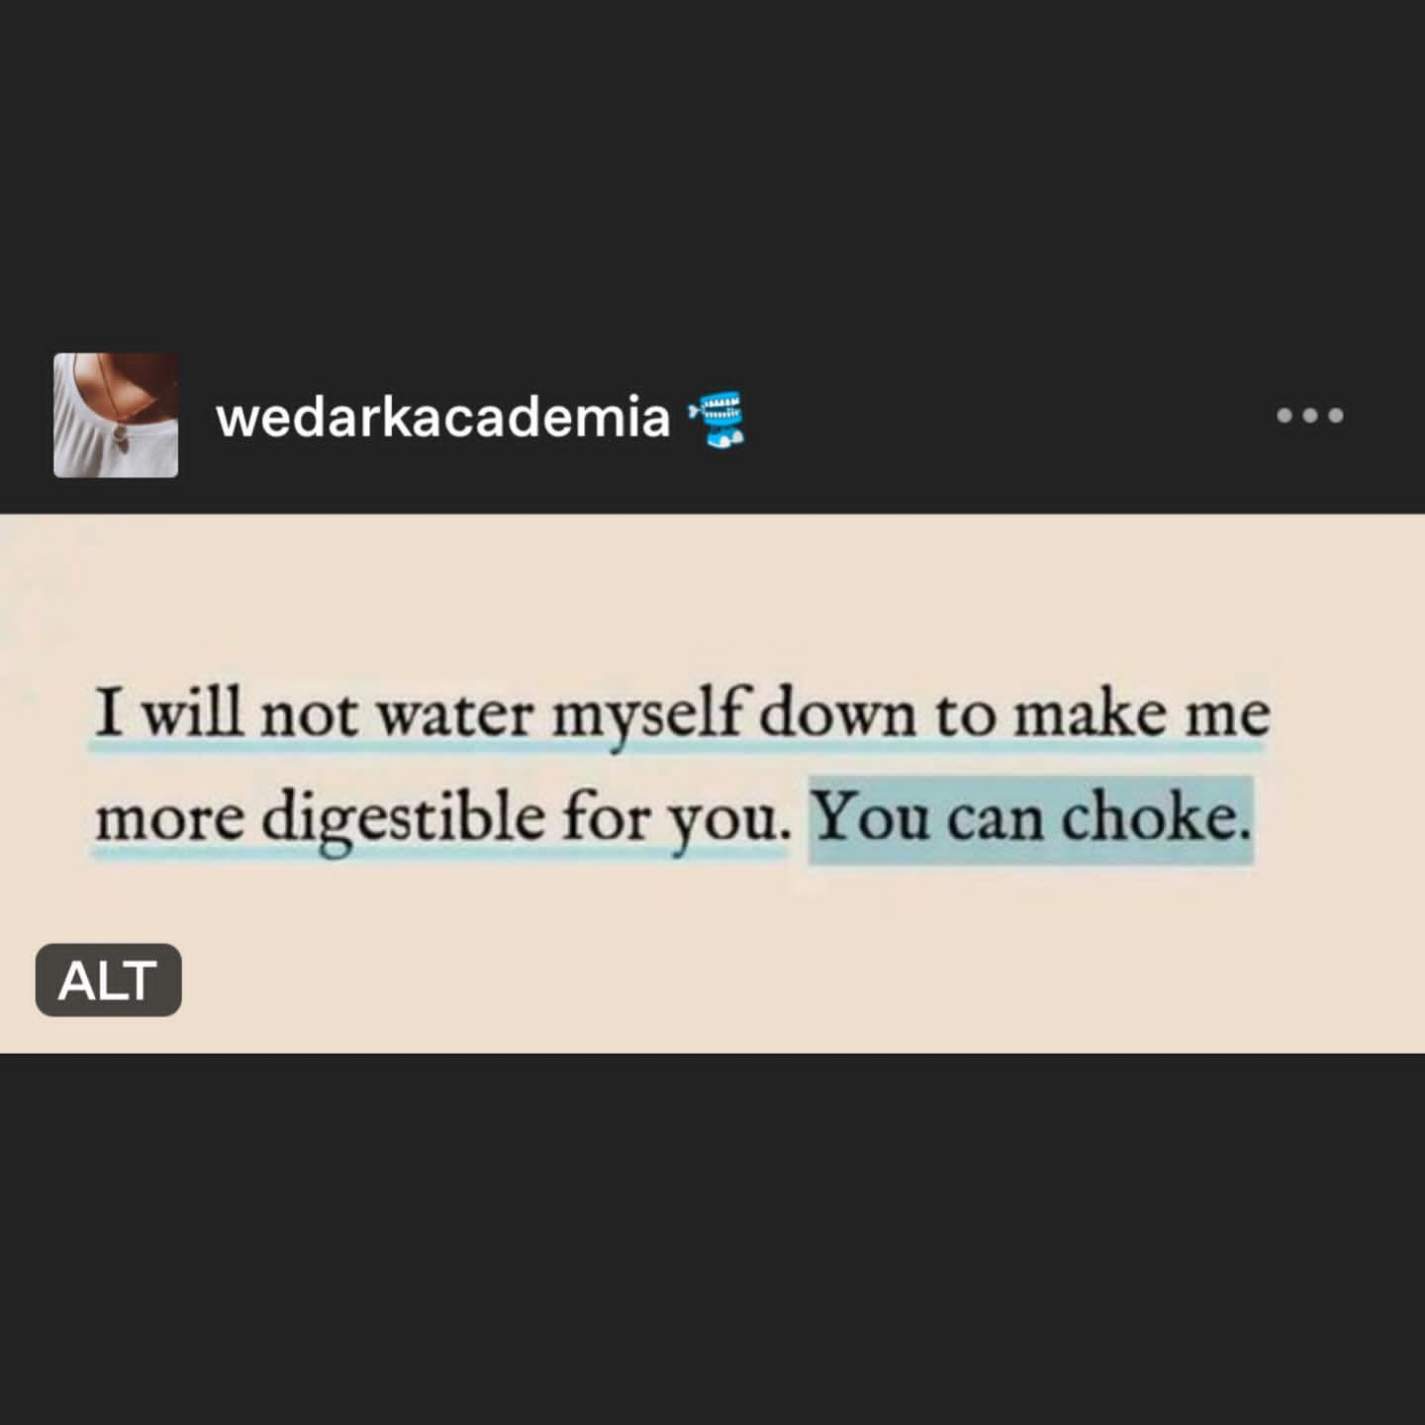 wedarkacademia
I will not water myself down to make me
more digestible for you. You can choke.
ALT